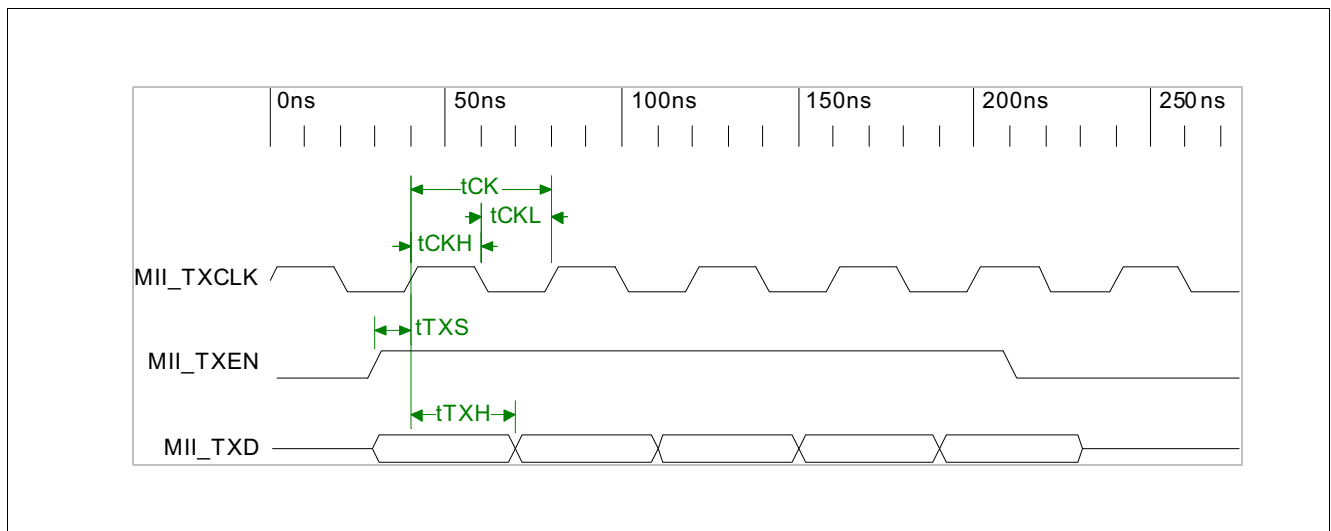 0ns 50ns 100ns 150ns 200ns 250ns
tCK
tCKL
tCKH
MII_TXCLK
tTXS
MII_TXEN
tTXH
MII_TXD